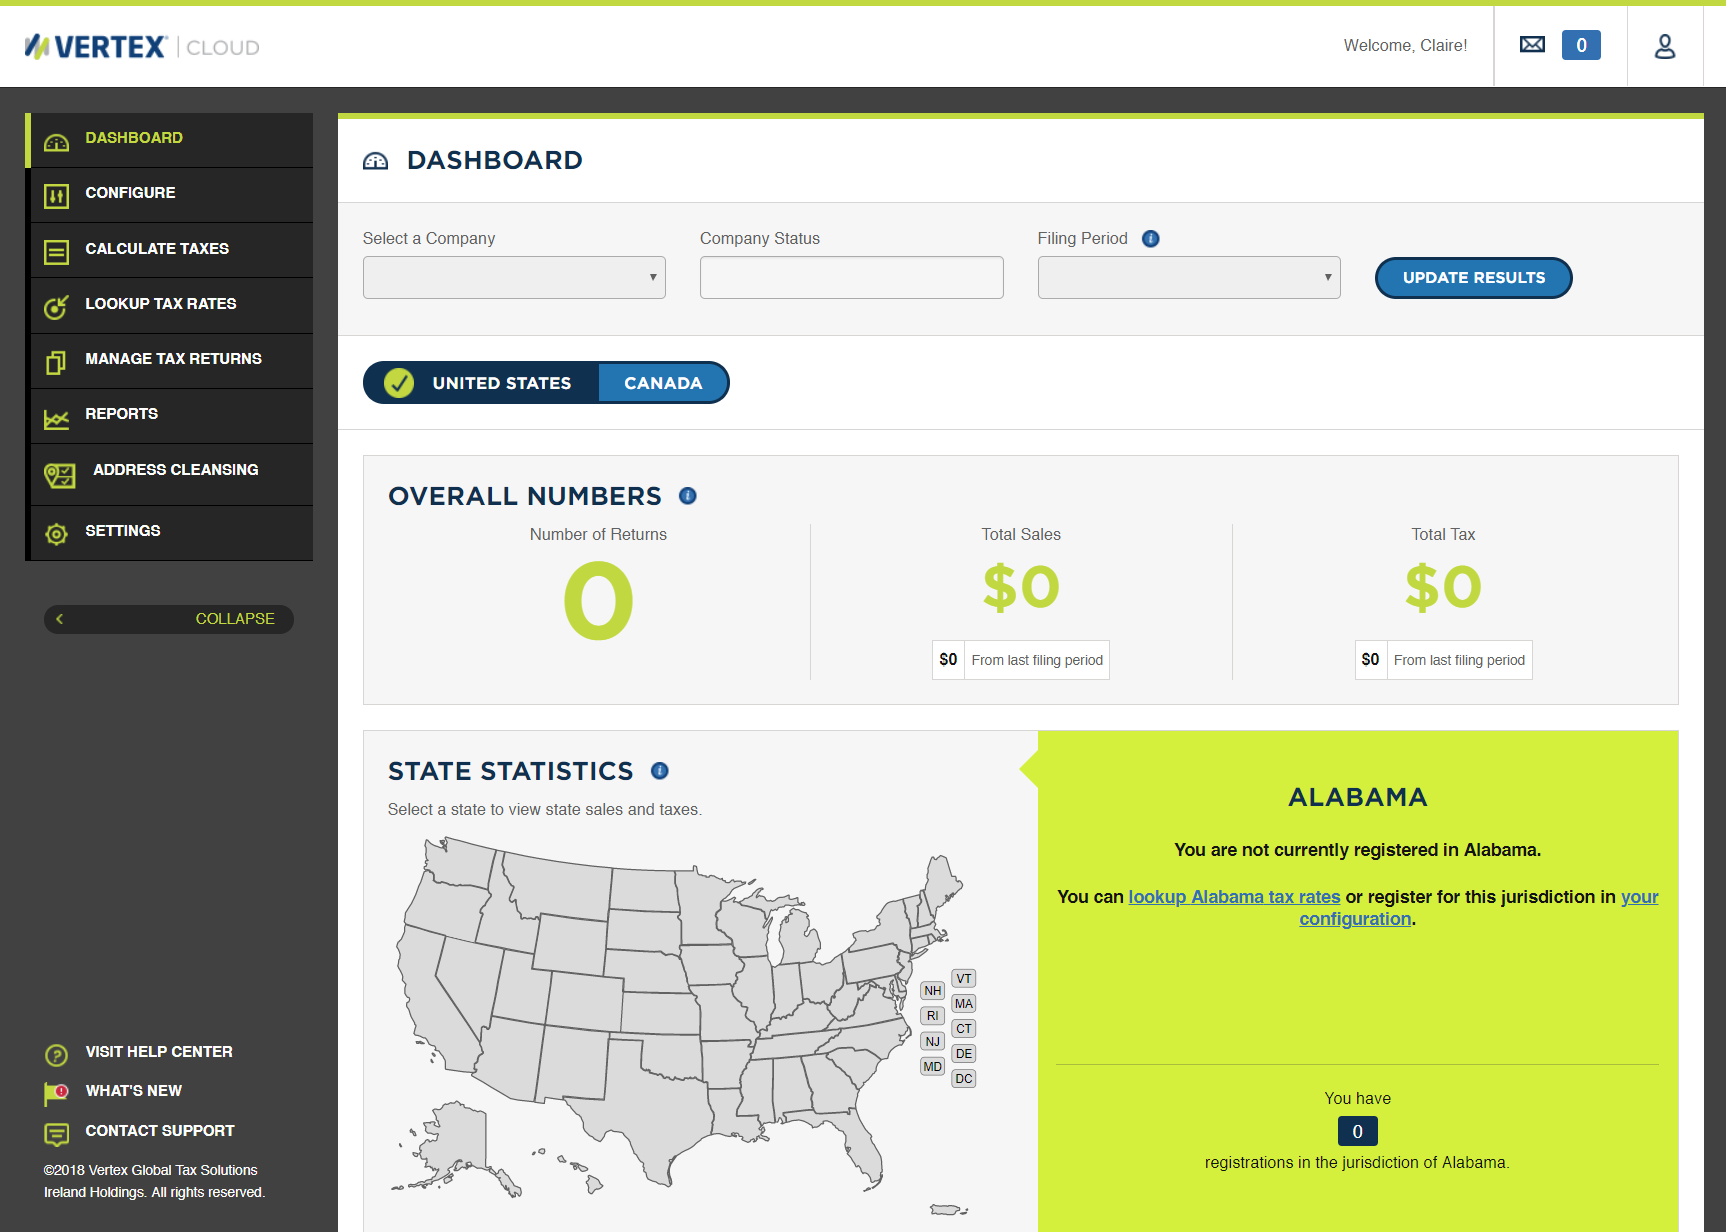 VERTEX | CLOUD
Welcome, Claire!
0
DASHBOARD
CONFIGURE
CALCULATE TAXES
LOOKUP TAX RATES
MANAGE TAX RETURNS
REPORTS
ADDRESS CLEANSING
SETTINGS
COLLAPSE
VISIT HELP CENTER
WHAT'S NEW
CONTACT SUPPORT
©2018 Vertex Global Tax Solutions
Ireland Holdings. All rights reserved.
DASHBOARD
Select a Company
Company Status
Filing Period
UPDATE RESULTS
UNITED STATES
CANADA
OVERALL NUMBERS
Number of Returns
0
Total Sales
$0
$0 From last filing period
Total Tax
$0
$0 From last filing period
STATE STATISTICS
Select a state to view state sales and taxes.
VT
NH
MA
RI
CT
NJ
DE
MD
DC
ALABAMA
You are not currently registered in Alabama.
You can lookup Alabama tax rates or register for this jurisdiction in your
configuration.
You have
0
registrations in the jurisdiction of Alabama.